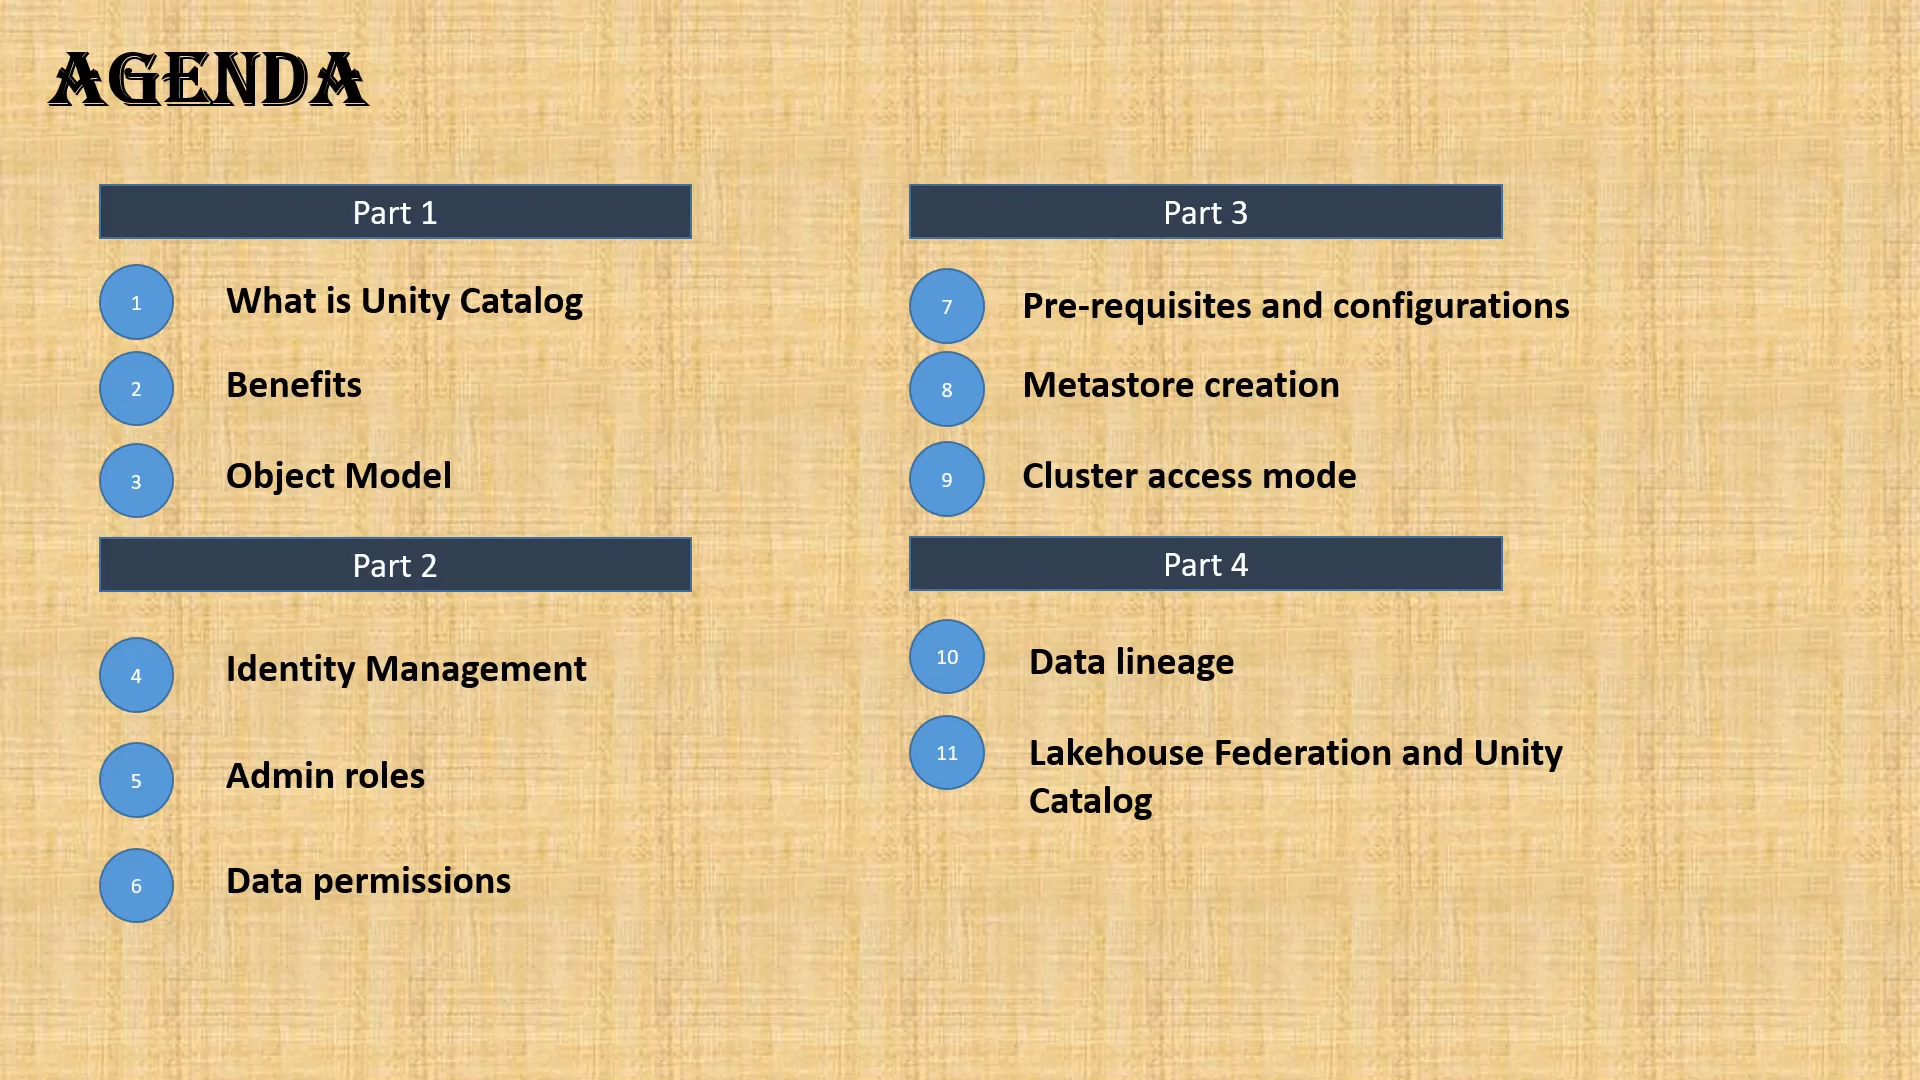 AGENDA
Part 1
1 What is Unity Catalog
2 Benefits
3 Object Model
Part 2
4 Identity Management
5 Admin roles
6 Data permissions
Part 3
7 Pre-requisites and configurations
8 Metastore creation
9 Cluster access mode
Part 4
10 Data lineage
11 Lakehouse Federation and Unity
Catalog